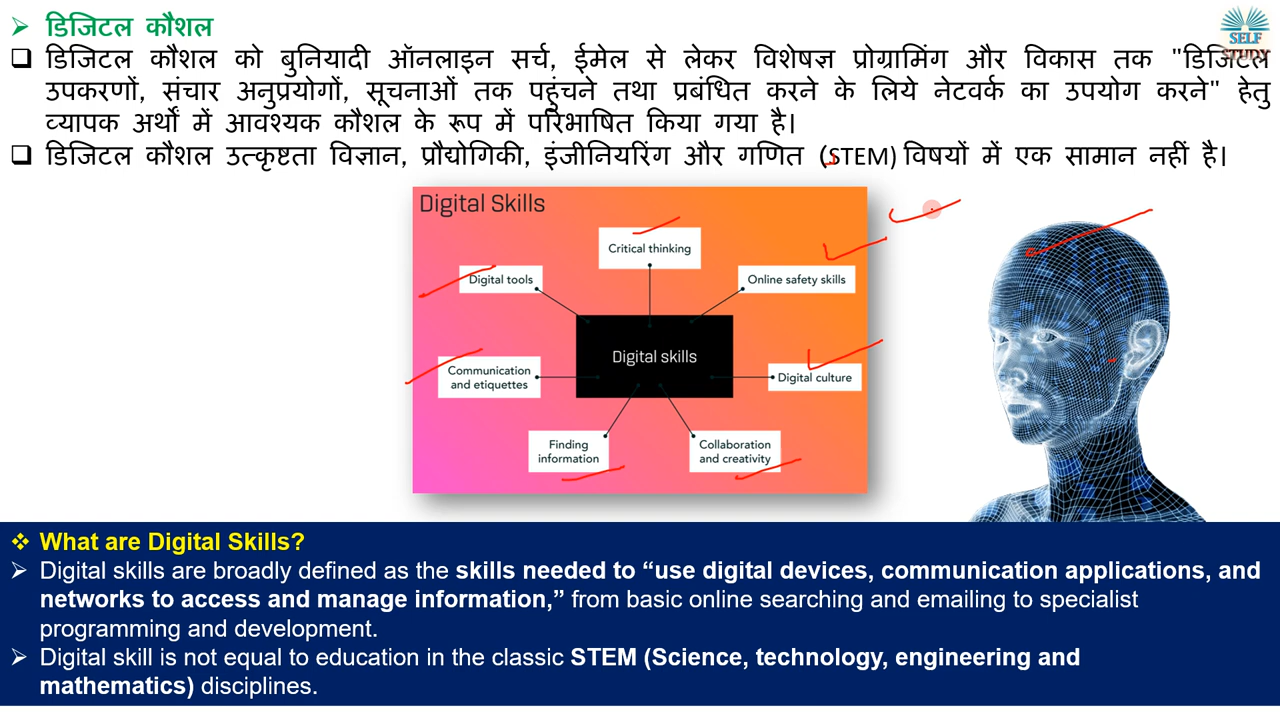 ➢ डिजिटल कौशल
❑ डिजिटल कौशल को बुनियादी ऑनलाइन सर्च, ईमेल से लेकर विशेषज्ञ प्रोग्रामिंग और विकास तक "डिजिटल
उपकरणों, संचार अनुप्रयोगों, सूचनाओं तक पहुंचने तथा प्रबंधित करने के लिये नेटवर्क का उपयोग करने" हेतु
व्यापक अर्थों में आवश्यक कौशल के रूप में परिभाषित किया गया है।
❑ डिजिटल कौशल उत्कृष्टता विज्ञान, प्रौद्योगिकी, इंजीनियरिंग और गणित (STEM) विषयों में एक सामान नहीं है।
SELF
STUDY
Digital Skills
Critical thinking
Digital tools
Online safety skills
Digital skills
Communication
and etiquettes
Digital culture
Finding
information
Collaboration
and creativity
❖ What are Digital Skills?
➢ Digital skills are broadly defined as the skills needed to “use digital devices, communication applications, and
networks to access and manage information,” from basic online searching and emailing to specialist
programming and development.
➢ Digital skill is not equal to education in the classic STEM (Science, technology, engineering and
mathematics) disciplines.